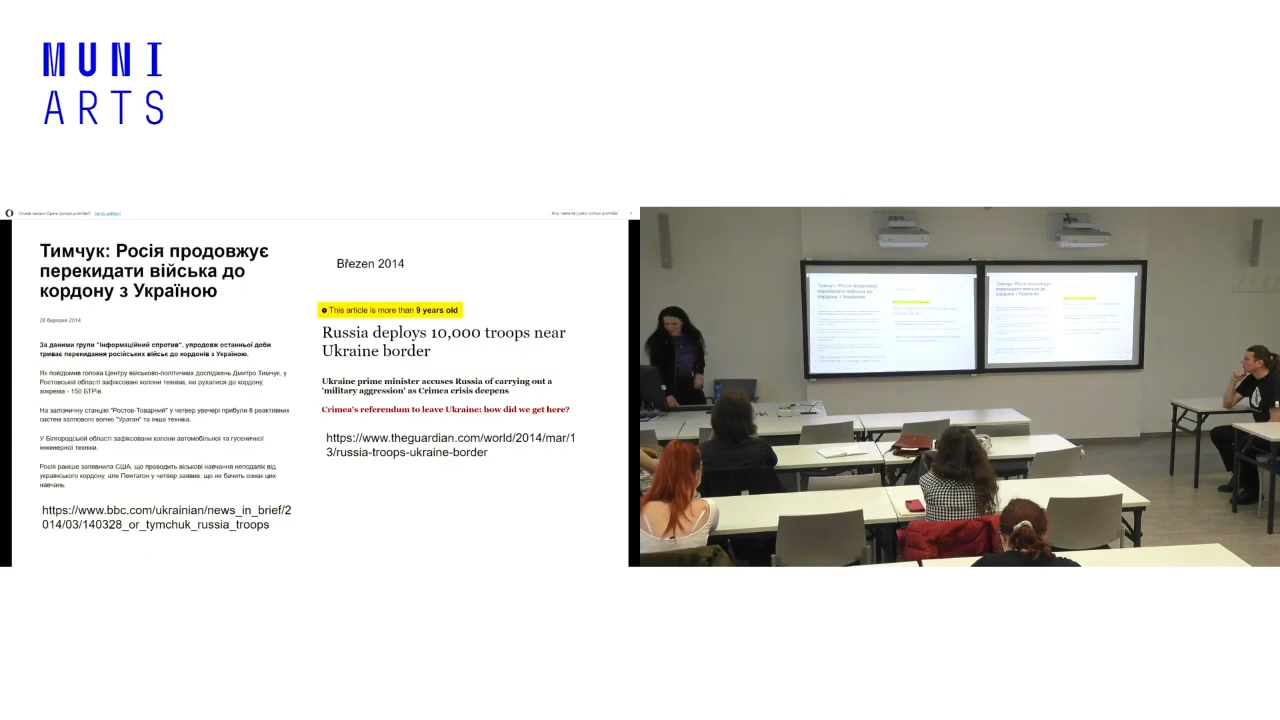 MUNI
ARTS
Тимчук: Росія продовжує
перекидати війська до
кордону з Україною
28 березня 2014
За даними групи "Інформаційний спротив", упродовж останньої доби
триває перекидання російських військ до кордонів з Україною.
Як повідомив голова Центру військово-політичних досліджень Дмитро Тимчук, у
Ростовській області зафіксовані колони техніки, які рухалися до кордону,
зокрема - 150 БТРів.
На залізничну станцію "Ростов-Товарний" у четвер увечері прибули 8 реактивних
систем залпового вогню "Ураган" та інша техніка.
У Білгородській області зафіксовани колони автомобільної та гусеничної
інженерної техніки.
Росія раніше запевнила США, що проводить військові навчання неподалік від
українського кордону, але Пентагон у четвер заявив, що не бачить ознак цих
навчань.
https://www.bbc.com/ukrainian/news_in_brief/2
014/03/140328_or_tymchuk_russia_troops
Březen 2014
This article is more than 9 years old
Russia deploys 10,000 troops near
Ukraine border
Ukraine prime minister accuses Russia of carrying out a
'military aggression' as Crimea crisis deepens
Crimea's referendum to leave Ukraine: how did we get here?
https://www.theguardian.com/world/2014/mar/1
3/russia-troops-ukraine-border